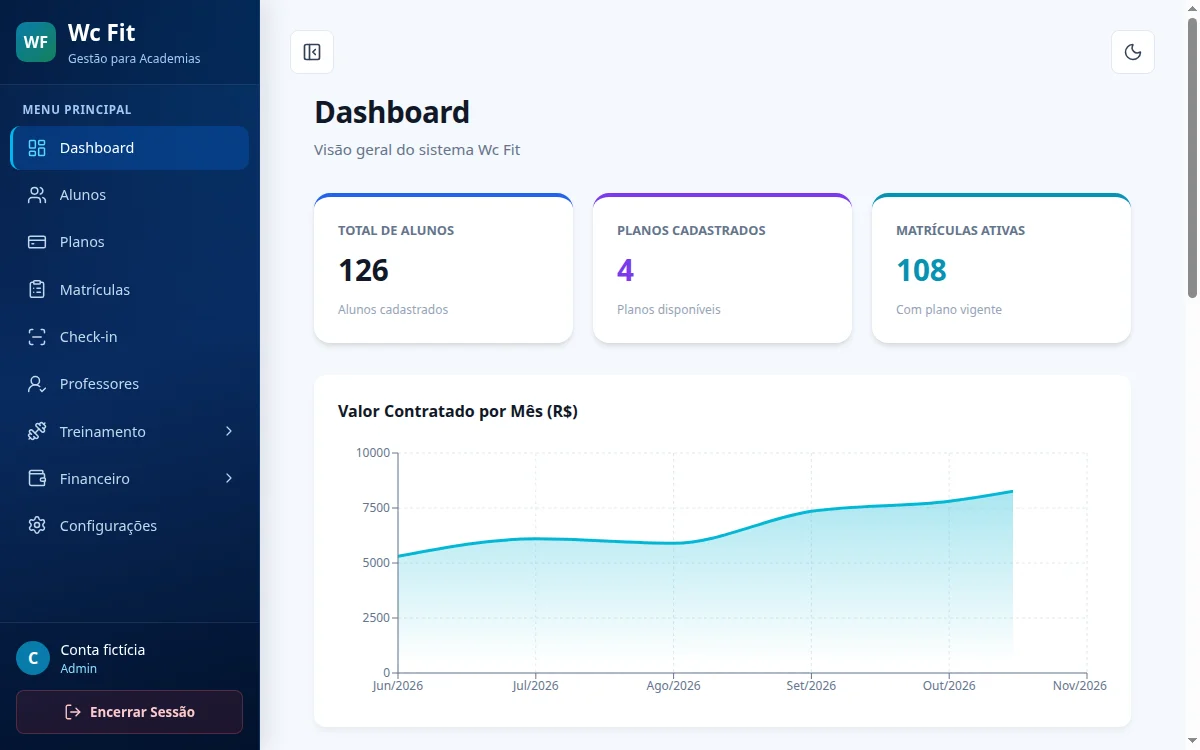 WF
Wc Fit
Gestão para Academias
MENU PRINCIPAL
Dashboard
Alunos
Planos
Matrículas
Check-in
Professores
Treinamento
Financeiro
Configurações
C
Conta fictícia
Admin
Encerrar Sessão
Dashboard
Visão geral do sistema Wc Fit
TOTAL DE ALUNOS
126
Alunos cadastrados
PLANOS CADASTRADOS
4
Planos disponíveis
MATRÍCULAS ATIVAS
108
Com plano vigente
Valor Contratado por Mês (R$)
10000
7500
5000
2500
0
Jun/2026
Jul/2026
Ago/2026
Set/2026
Out/2026
Nov/2026